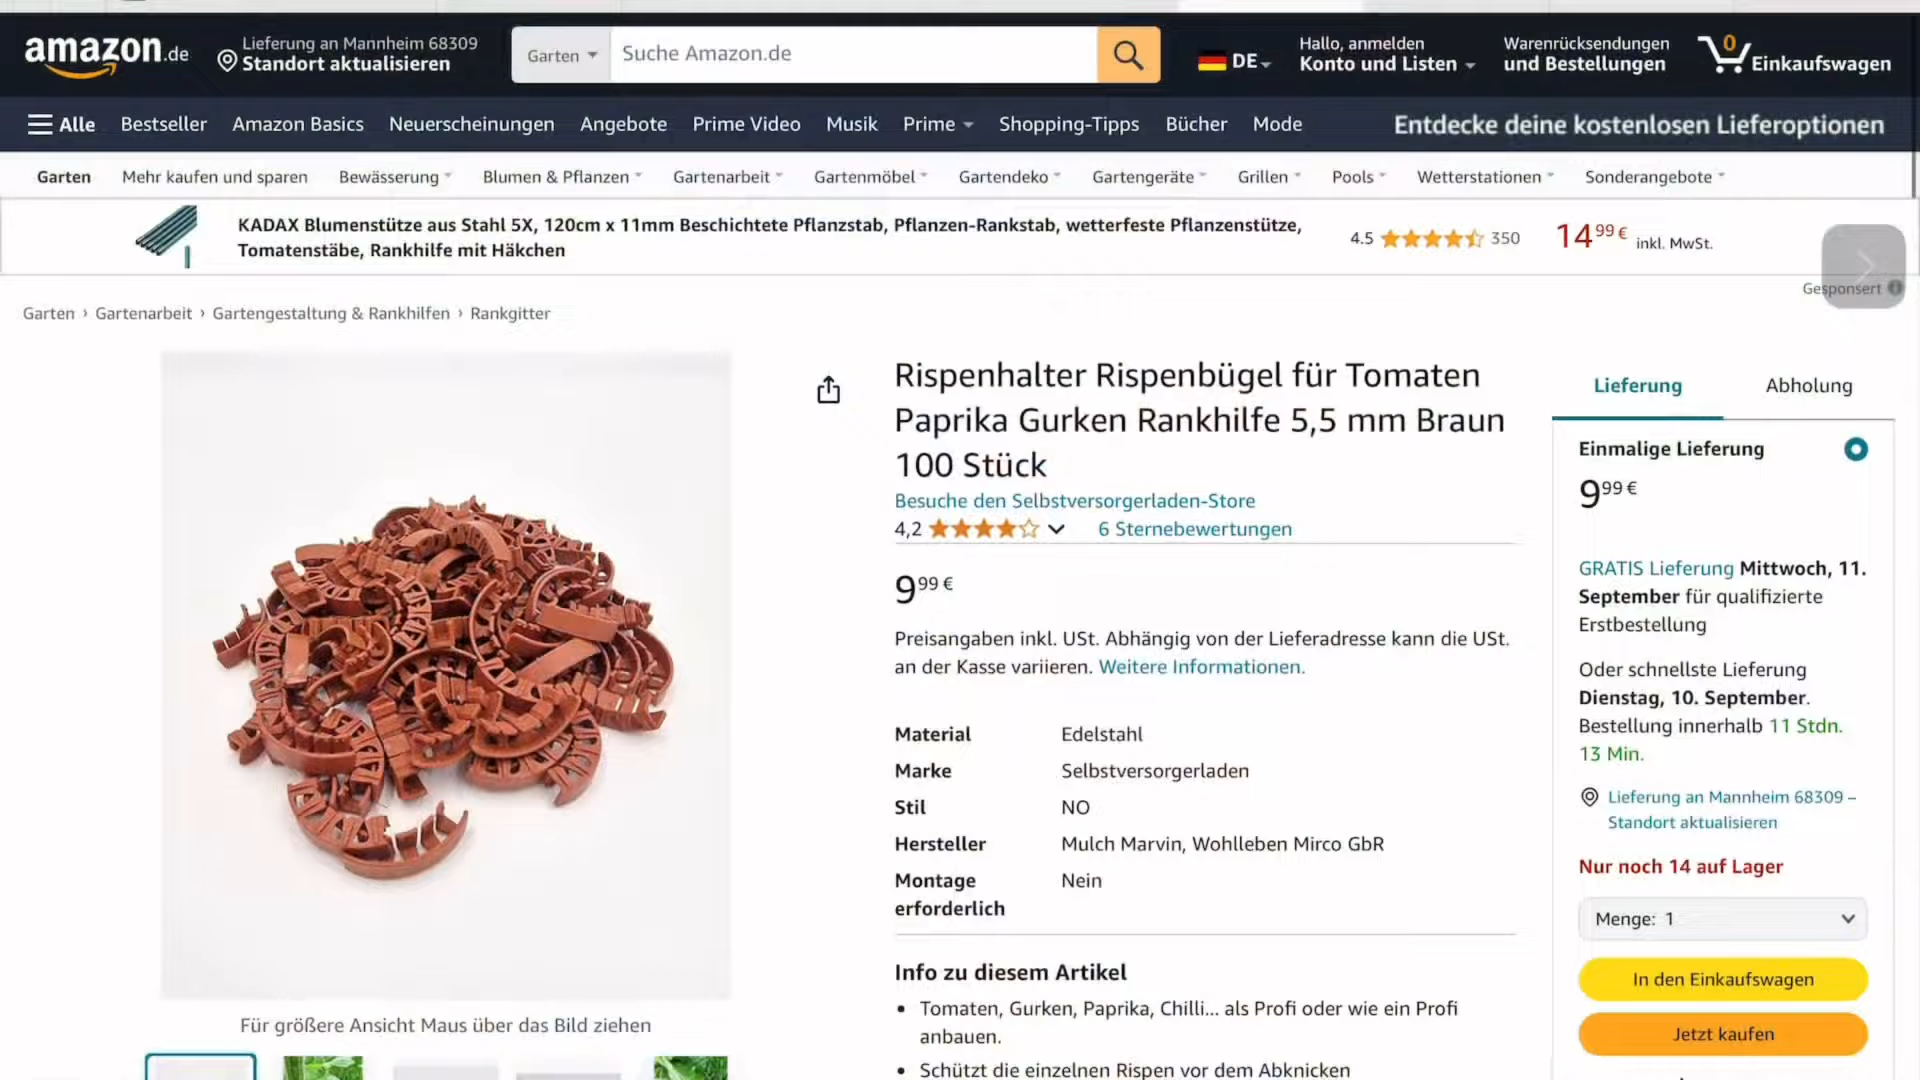 amazon.de
Lieferung an Mannheim 68309
Standort aktualisieren
Garten
Suche Amazon.de
DE
Hallo, anmelden
Konto und Listen
Warenrücksendungen
und Bestellungen
0
Einkaufswagen
Alle
Bestseller
Amazon Basics
Neuerscheinungen
Angebote
Prime Video
Musik
Prime
Shopping-Tipps
Bücher
Mode
Entdecke deine kostenlosen Lieferoptionen
Garten
Mehr kaufen und sparen
Bewässerung
Blumen & Pflanzen
Gartenarbeit
Gartenmöbel
Gartendeko
Gartengeräte
Grillen
Pools
Wetterstationen
Sonderangebote
KADAX Blumenstütze aus Stahl 5X, 120cm x 11mm Beschichtete Pflanzstab, Pflanzen-Rankstab, wetterfeste Pflanzenstütze,
Tomatenstäbe, Rankhilfe mit Häkchen
4.5
350
14 99 € inkl. MwSt.
Gesponsert
Garten › Gartenarbeit › Gartengestaltung & Rankhilfen › Rankgitter
Für größere Ansicht Maus über das Bild ziehen
Rispenhalter Rispenbügel für Tomaten
Paprika Gurken Rankhilfe 5,5 mm Braun
100 Stück
Besuche den Selbstversorgerladen-Store
4,2
6 Sternebewertungen
9 99 €
Preisangaben inkl. USt. Abhängig von der Lieferadresse kann die USt.
an der Kasse variieren. Weitere Informationen.
Material Edelstahl
Marke Selbstversorgerladen
Stil NO
Hersteller Mulch Marvin, Wohlleben Mirco GbR
Montage Nein
erforderlich
Info zu diesem Artikel
• Tomaten, Gurken, Paprika, Chilli... als Profi oder wie ein Profi
anbauen.
• Schützt die einzelnen Rispen vor dem Abknicken
Lieferung
Abholung
Einmalige Lieferung
9 99 €
GRATIS Lieferung Mittwoch, 11.
September für qualifizierte
Erstbestellung
Oder schnellste Lieferung
Dienstag, 10. September.
Bestellung innerhalb 11 Stdn.
13 Min.
Lieferung an Mannheim 68309 –
Standort aktualisieren
Nur noch 14 auf Lager
Menge: 1
In den Einkaufswagen
Jetzt kaufen